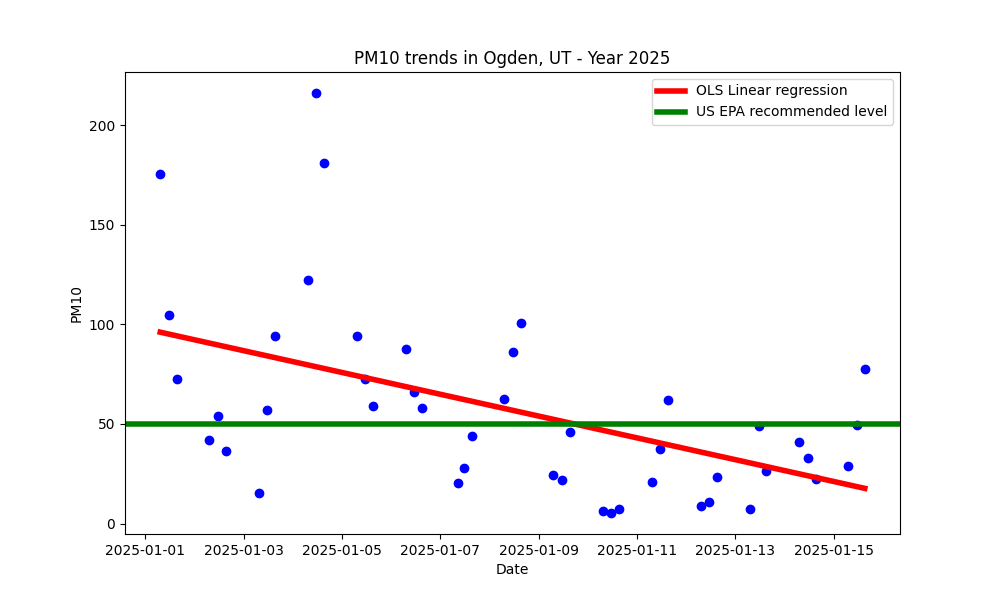 PM10 trends in Ogden, UT - Year 2025
OLS Linear regression
US EPA recommended level
PM10
200
150
100
50
0
2025-01-01
2025-01-03
2025-01-05
2025-01-07
2025-01-09
2025-01-11
2025-01-13
2025-01-15
Date